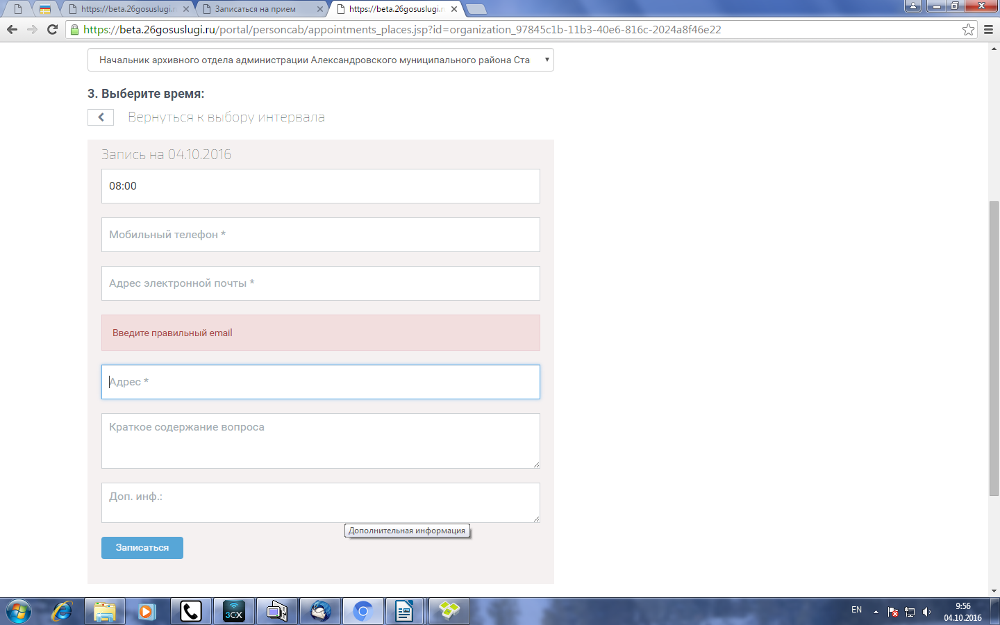 https://beta.26gosuslugi.r
Записаться на прием
https://beta.26gosuslugi.r
https://beta.26gosuslugi.ru/portal/personcab/appointments_places.jsp?id=organization_97845c1b-11b3-40e6-816c-2024a8f46e22
Начальник архивного отдела администрации Александровского муниципального района Ста
3. Выберите время:
Вернуться к выбору интервала
Запись на 04.10.2016
08:00
Мобильный телефон *
Адрес электронной почты *
Введите правильный email
Адрес *
Краткое содержание вопроса
Доп. инф.:
Дополнительная информация
Записаться
3CX
EN
9:56
04.10.2016